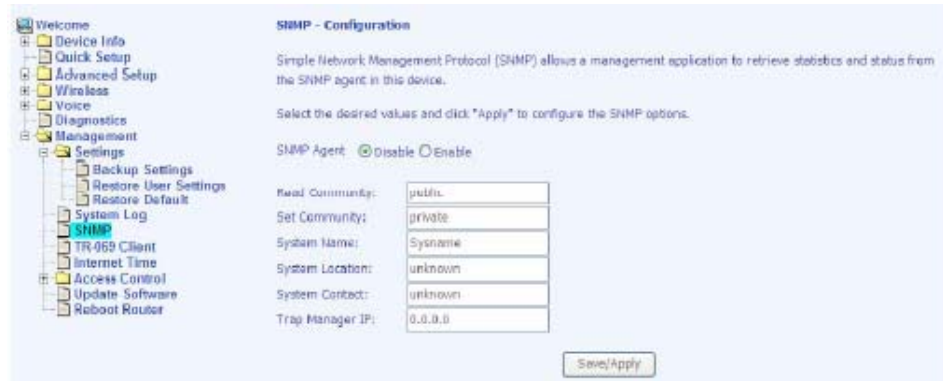 Welcome
Device Info
Quick Setup
Advanced Setup
Wireless
Voice
Diagnostics
Management
Settings
Backup Settings
Restore User Settings
Restore Default
System Log
SNMP
TR-069 Client
Internet Time
Access Control
Update Software
Reboot Router
SNMP - Configuration
Simple Network Management Protocol (SNMP) allows a management application to retrieve statistics and status from
the SNMP agent in this device.
Select the desired values and click "Apply" to configure the SNMP options.
SNMP Agent Disable Enable
Read Community: public
Set Community: private
System Name: Sysname
System Location: unknown
System Contact: unknown
Trap Manager IP: 0.0.0.0
Save/Apply